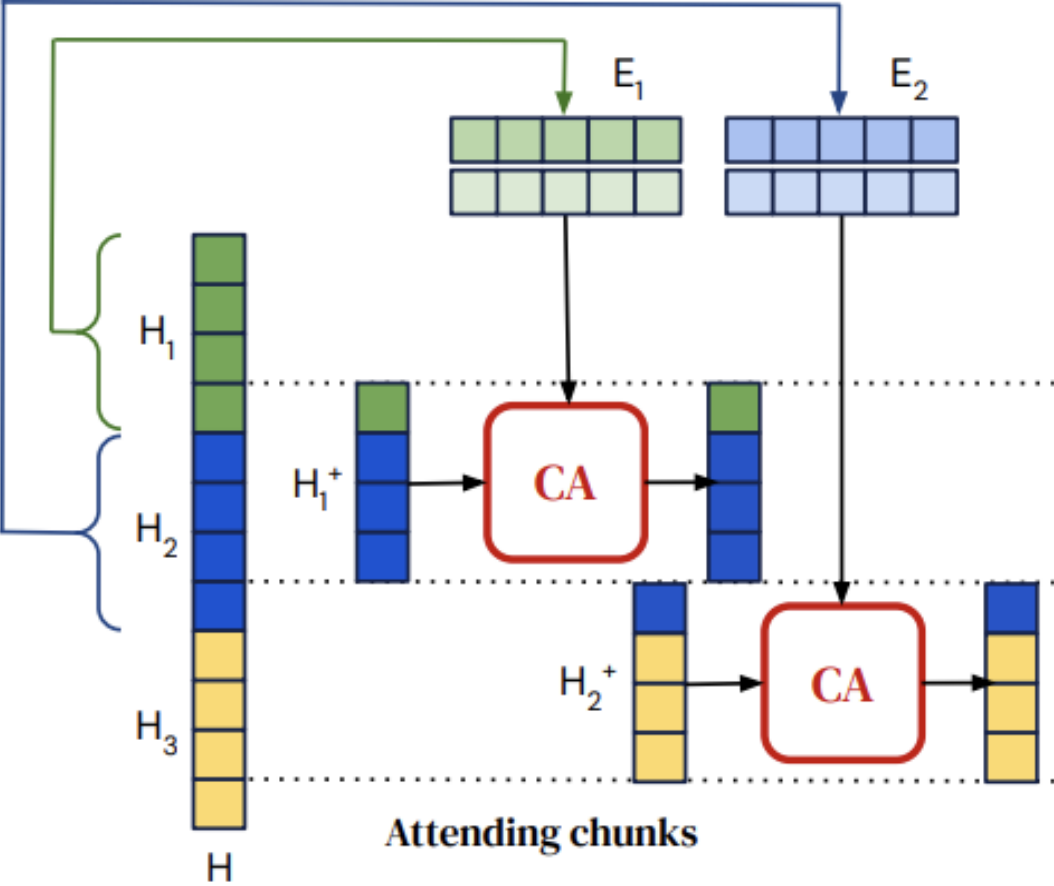 E₁
E₂
H₁
H₁⁺
CA
H₂
H₂⁺
CA
H₃
Attending chunks
H